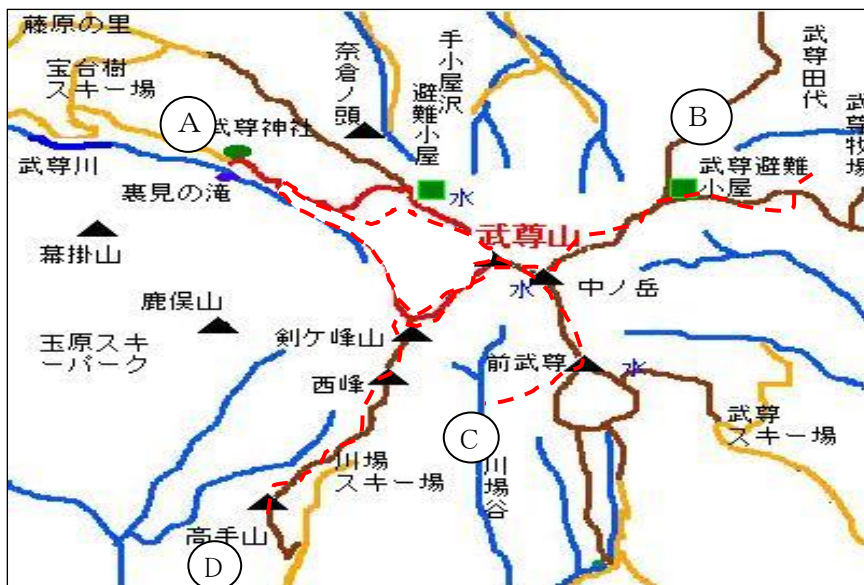 藤原の里
宝台樹
スキー場
A
武尊神社
武尊川
裏見の滝
幕掛山
鹿俣山
玉原スキ
ーパーク
奈倉ノ頭
避難小屋
手小屋沢
水
武尊山
水
中ノ岳
B
武尊避難
小屋
武尊田代
武尊牧場
剣ケ峰山
西峰
前武尊
水
武尊
スキー場
C
川場谷
川場
スキー場
高手山
D